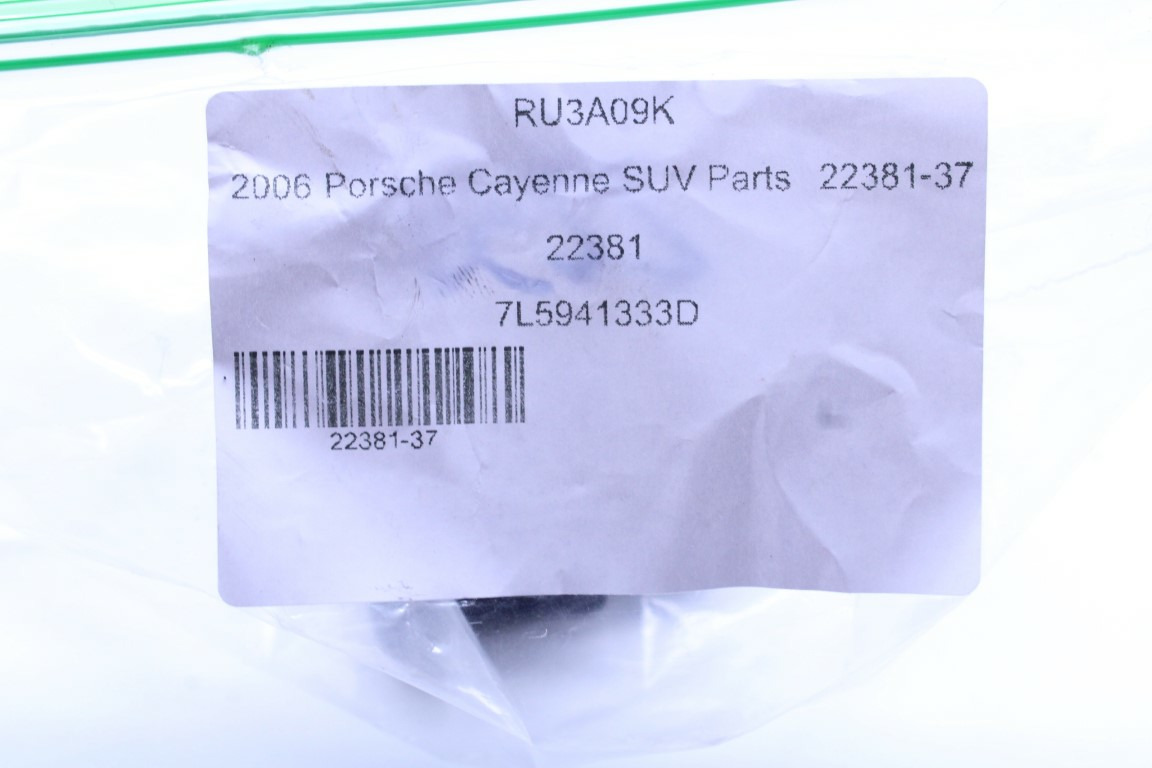 RU3A09K
2006 Porsche Cayenne SUV Parts 22381-37
22381
7L5941333D
22381-37